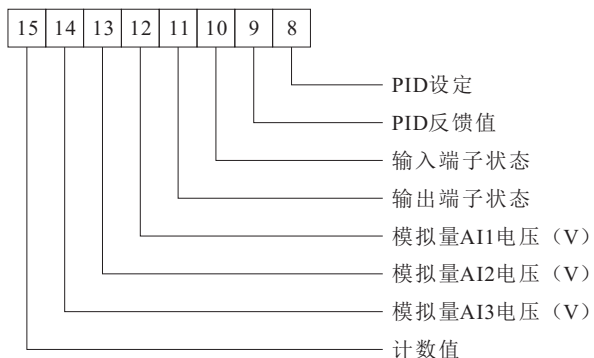 15 14 13 12 11 10 9 8
PID设定
PID反馈值
输入端子状态
输出端子状态
模拟量AI1电压（V）
模拟量AI2电压（V）
模拟量AI3电压（V）
计数值